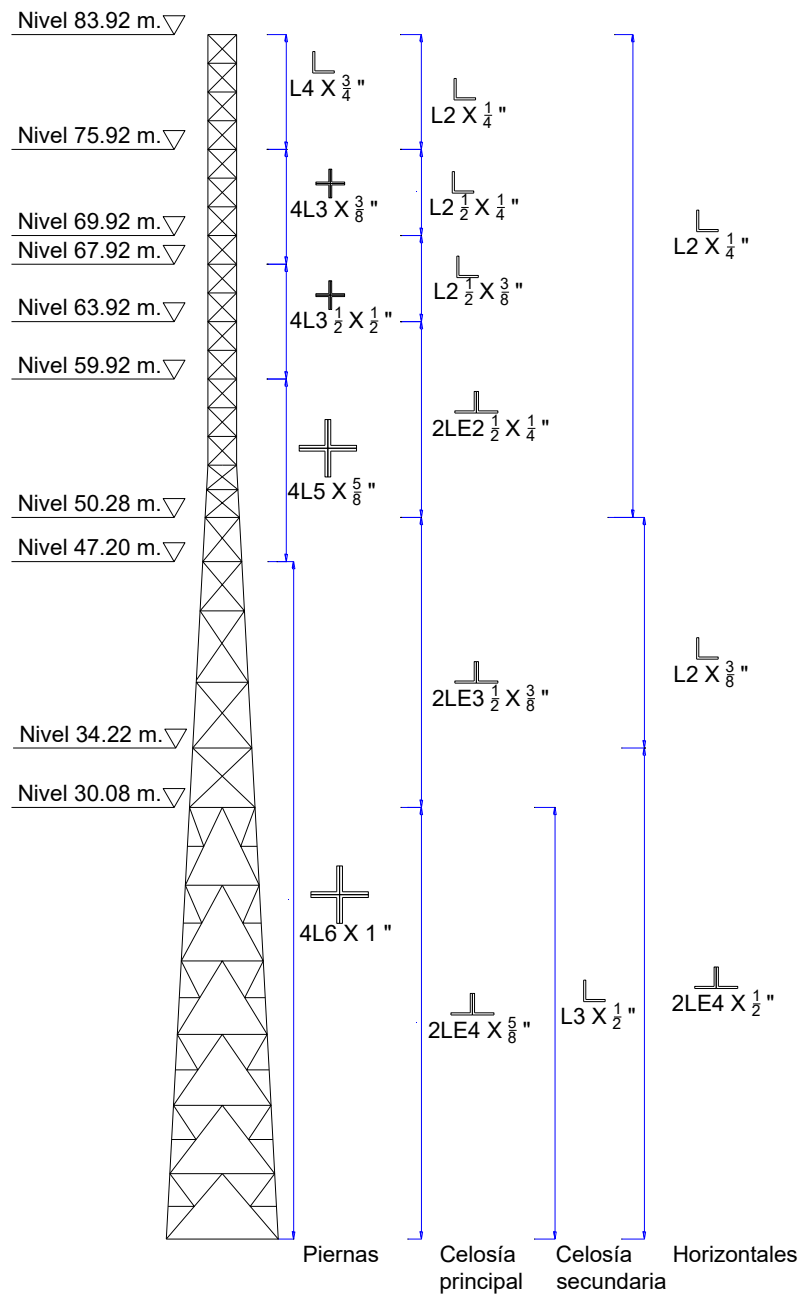 Nivel 83.92 m.
L4 X 3/4 "
L2 X 1/4 "
Nivel 75.92 m.
4L3 X 3/8 "
L2 1/2 X 1/4 "
Nivel 69.92 m.
L2 X 1/4 "
Nivel 67.92 m.
L2 1/2 X 3/8 "
4L3 1/2 X 1/2 "
Nivel 63.92 m.
Nivel 59.92 m.
2LE2 1/2 X 1/4 "
4L5 X 5/8 "
Nivel 50.28 m.
Nivel 47.20 m.
L2 X 3/8 "
2LE3 1/2 X 3/8 "
Nivel 34.22 m.
Nivel 30.08 m.
4L6 X 1 "
2LE4 X 5/8 "
L3 X 1/2 "
2LE4 X 1/2 "
Piernas
Celosía
principal
Celosía
secundaria
Horizontales